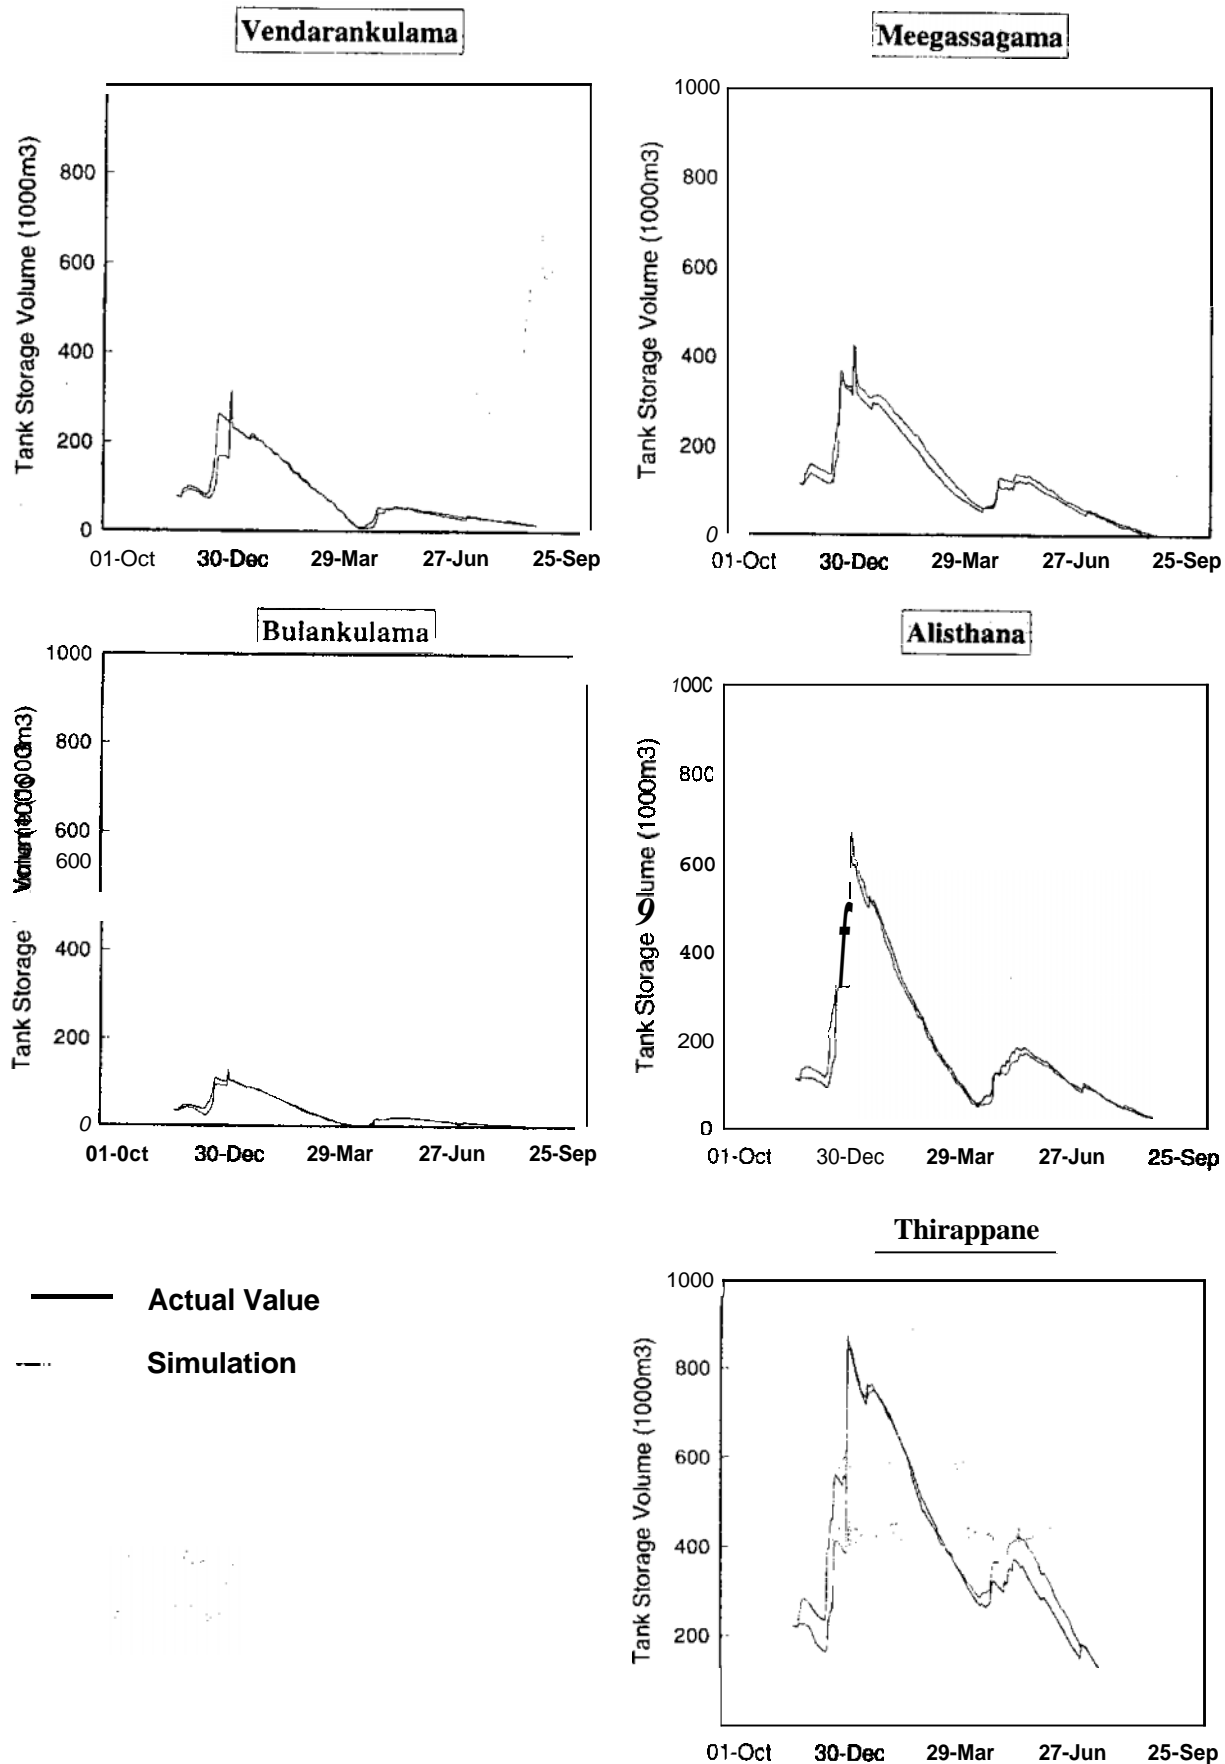 Vendarankulama
Tank Storage Volume (1000m3)
800
600
400
200
0
01-Oct 30-Dec 29-Mar 27-Jun 25-Sep
Meegassagama
Tank Storage Volume (1000m3)
1000
800
600
400
200
0
01-Oct 30-Dec 29-Mar 27-Jun 25-Sep
Bulankulama
Tank Storage
1000
800
600
600
400
200
0
01-Oct 30-Dec 29-Mar 27-Jun 25-Sep
Alisthana
Tank Storage 9lume (1000m3)
1000
800
600
400
200
0
01-Oct 30-Dec 29-Mar 27-Jun 25-Sep
Actual Value
Simulation
Thirappane
Tank Storage Volume (1000m3)
1000
800
600
400
200
01-Oct 30-Dec 29-Mar 27-Jun 25-Sep